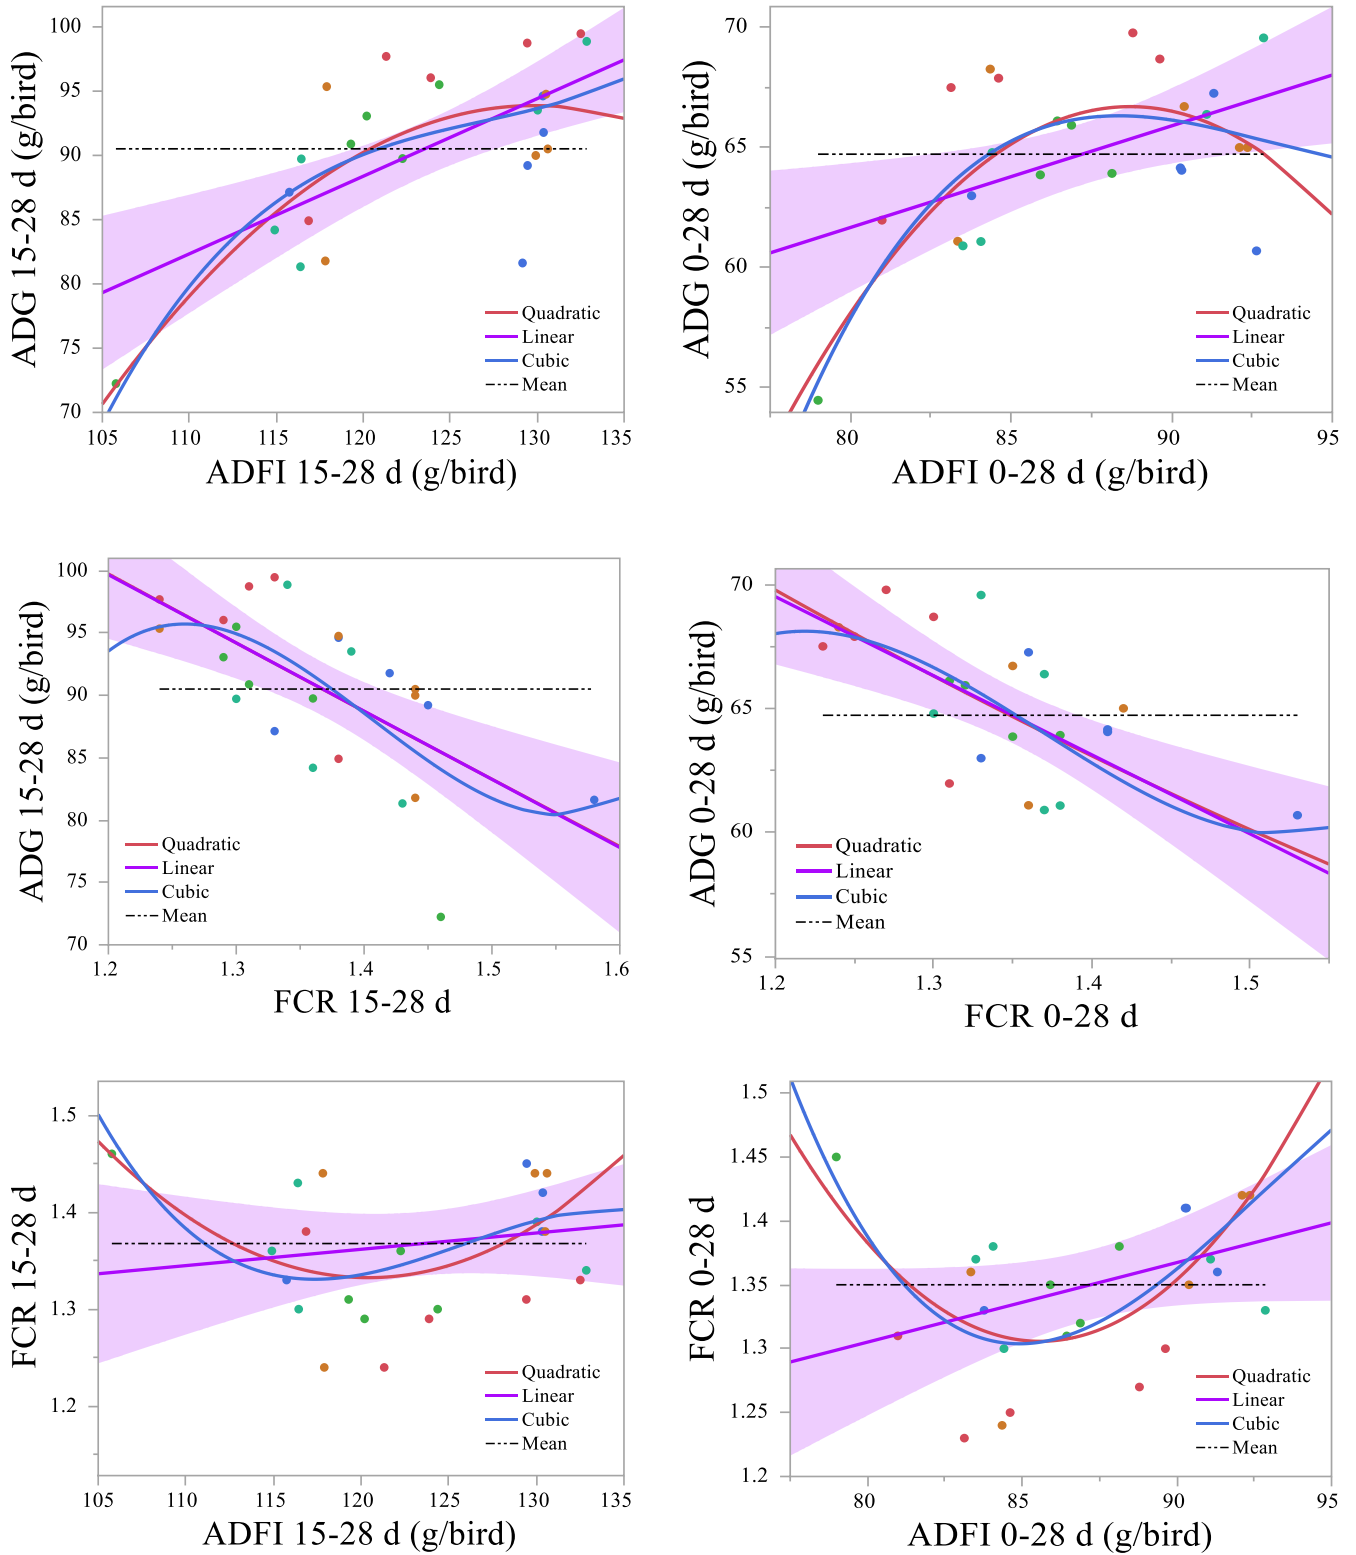 ADG 15-28 d (g/bird)
100
95
90
85
80
75
70
Quadratic
Linear
Cubic
Mean
105 110 115 120 125 130 135
ADFI 15-28 d (g/bird)
ADG 0-28 d (g/bird)
70
65
60
55
Quadratic
Linear
Cubic
Mean
80 85 90 95
ADFI 0-28 d (g/bird)
ADG 15-28 d (g/bird)
100
95
90
85
80
75
70
Quadratic
Linear
Cubic
Mean
1.2 1.3 1.4 1.5 1.6
FCR 15-28 d
ADG 0-28 d (g/bird)
70
65
60
55
Quadratic
Linear
Cubic
Mean
1.2 1.3 1.4 1.5
FCR 0-28 d
FCR 15-28 d
1.5
1.4
1.3
1.2
Quadratic
Linear
Cubic
Mean
105 110 115 120 125 130 135
ADFI 15-28 d (g/bird)
FCR 0-28 d
1.5
1.45
1.4
1.35
1.3
1.25
1.2
Quadratic
Linear
Cubic
Mean
80 85 90 95
ADFI 0-28 d (g/bird)